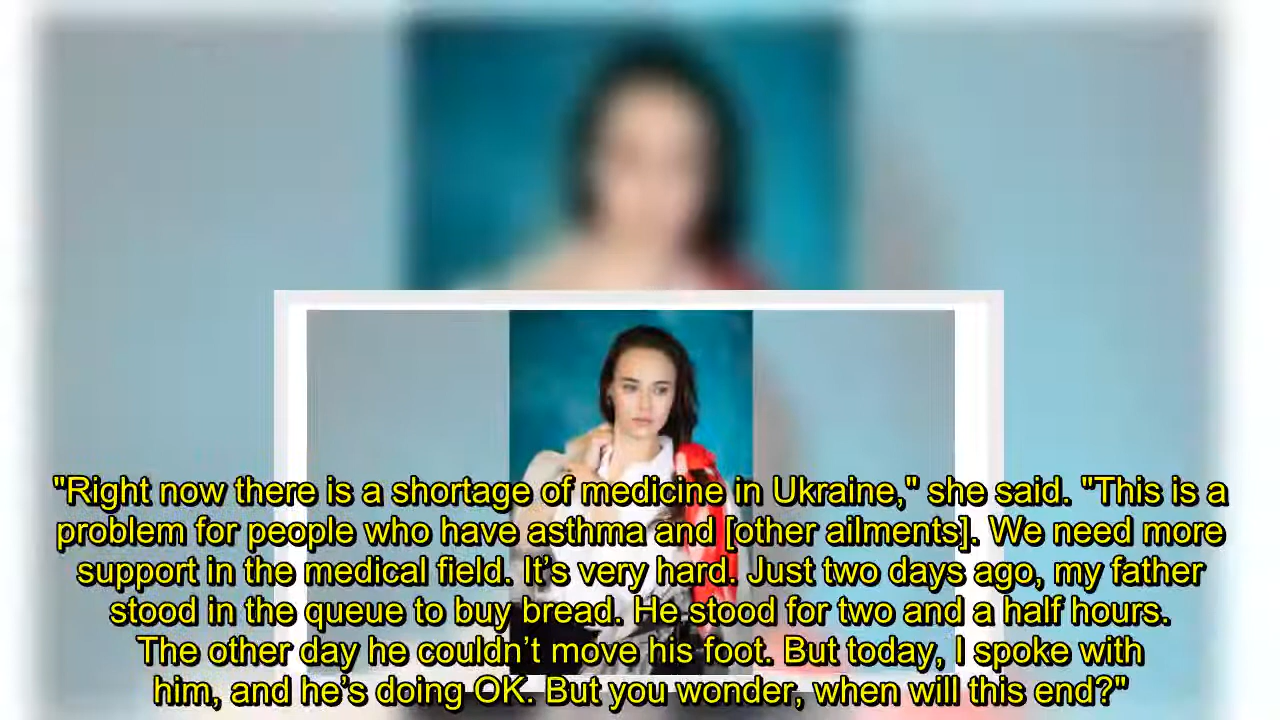 "Right now there is a shortage of medicine in Ukraine," she said. "This is a
problem for people who have asthma and [other ailments]. We need more
support in the medical field. It’s very hard. Just two days ago, my father
stood in the queue to buy bread. He stood for two and a half hours.
The other day he couldn’t move his foot. But today, I spoke with
him, and he’s doing OK. But you wonder, when will this end?"